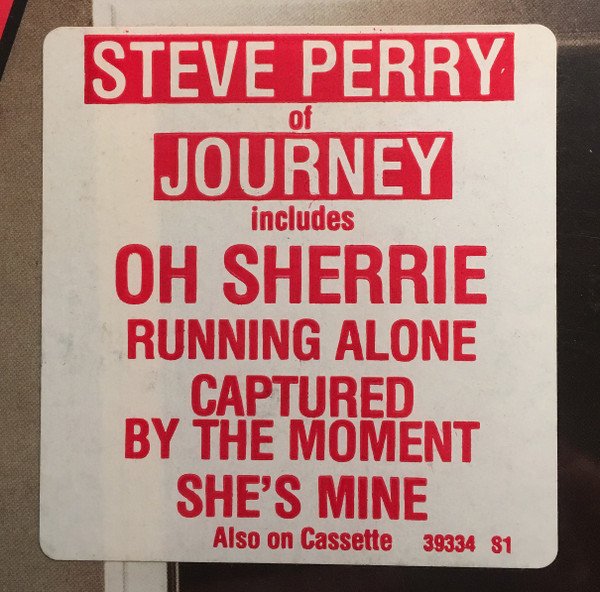 STEVE PERRY
of
JOURNEY
includes
OH SHERRIE
RUNNING ALONE
CAPTURED
BY THE MOMENT
SHE'S MINE
Also on Cassette 39334 S1